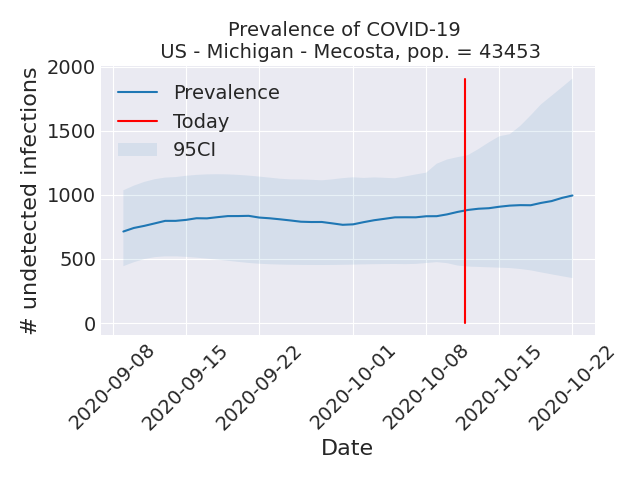 Prevalence of COVID-19
US - Michigan - Mecosta, pop. = 43453
# undetected infections
2000
1500
1000
500
0
Prevalence
Today
95CI
2020-09-08
2020-09-15
2020-09-22
2020-10-01
2020-10-08
2020-10-15
2020-10-22
Date